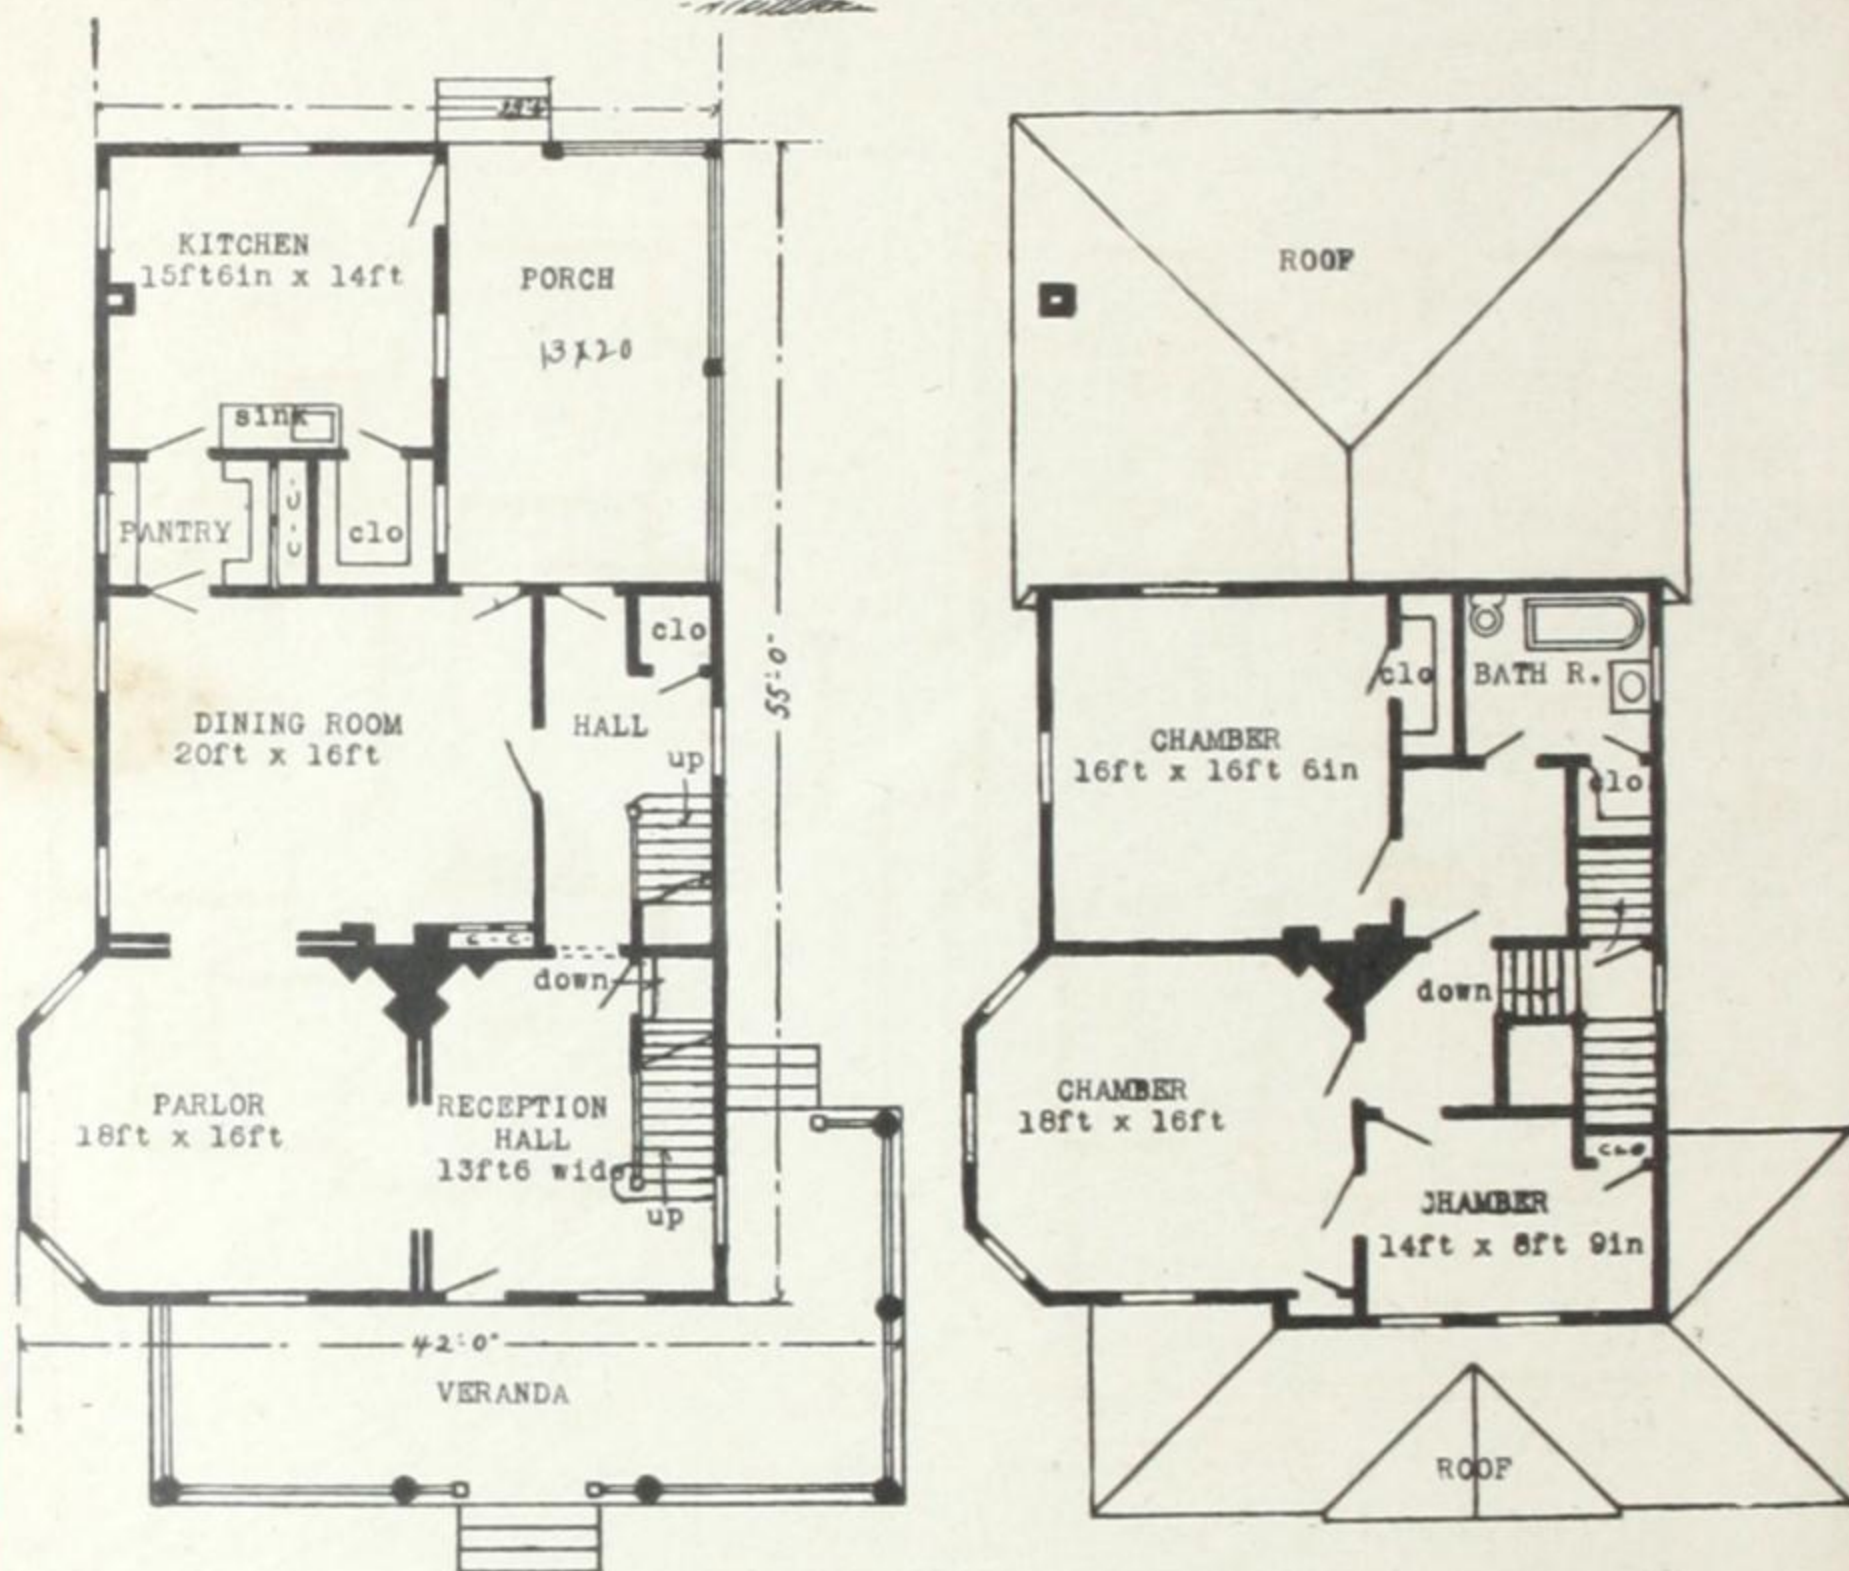 KITCHEN
15ft6in x 14ft
PORCH
13x20
sink
PANTRY
c
c
clo
clo
DINING ROOM
20ft x 16ft
HALL
up
55'-0"
c - c -
down
PARLOR
18ft x 16ft
RECEPTION
HALL
13ft6 wide
up
42'-0"
VERANDA
ROOF
clo
BATH R.
CHAMBER
16ft x 16ft 6in
clo
down
CHAMBER
18ft x 16ft
CLO
CHAMBER
14ft x 8ft 9in
ROOF